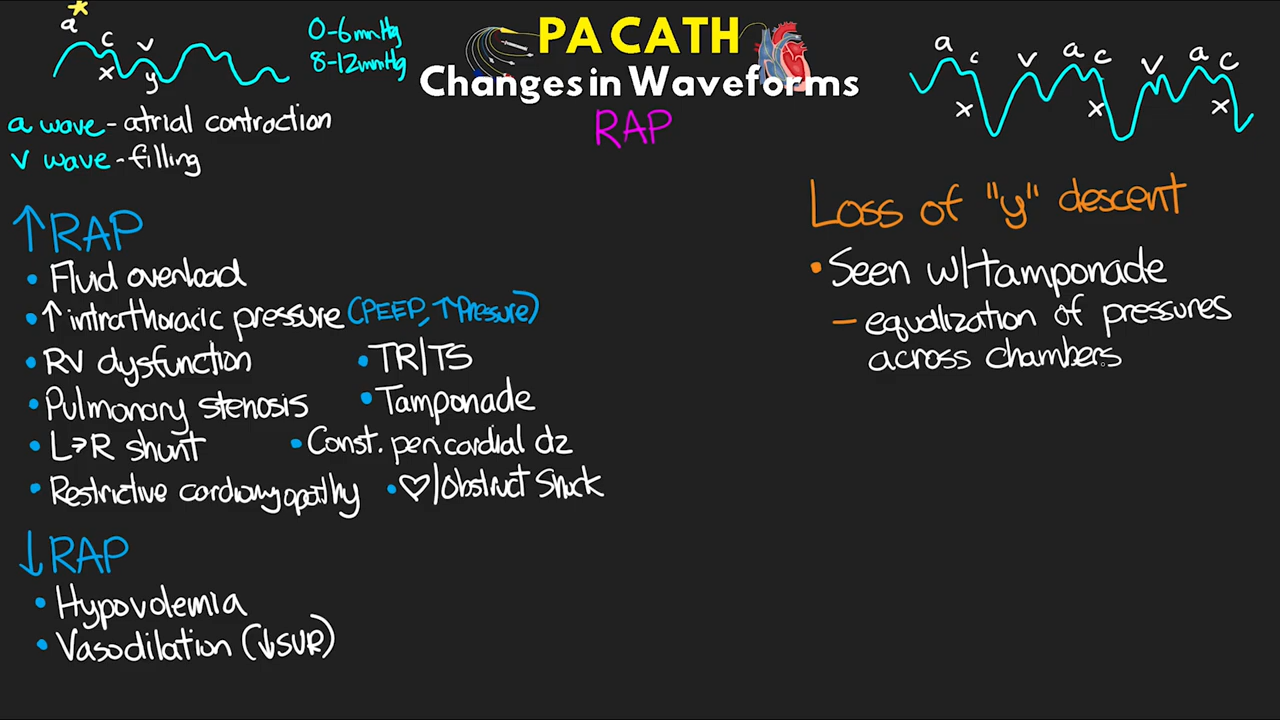 PA CATH
Changes in Waveforms
RAP
a c v
x y
0-6mmHg
8-12mmHg
a wave - atrial contraction
v wave - filling
↑RAP
• Fluid overload
• ↑ intrathoracic pressure (PEEP, ↑Pressure)
• RV dysfunction
• TR/TS
• Pulmonary stenosis
• Tamponade
• L→R shunt
• Const. pericardial dz
• Restrictive cardiomyopathy
• ♡/Obstruct Shock
↓RAP
• Hypovolemia
• Vasodilation (↓SVR)
a c v a c v a c
x x x
Loss of "y" descent
• Seen w/tamponade
– equalization of pressures
across chambers